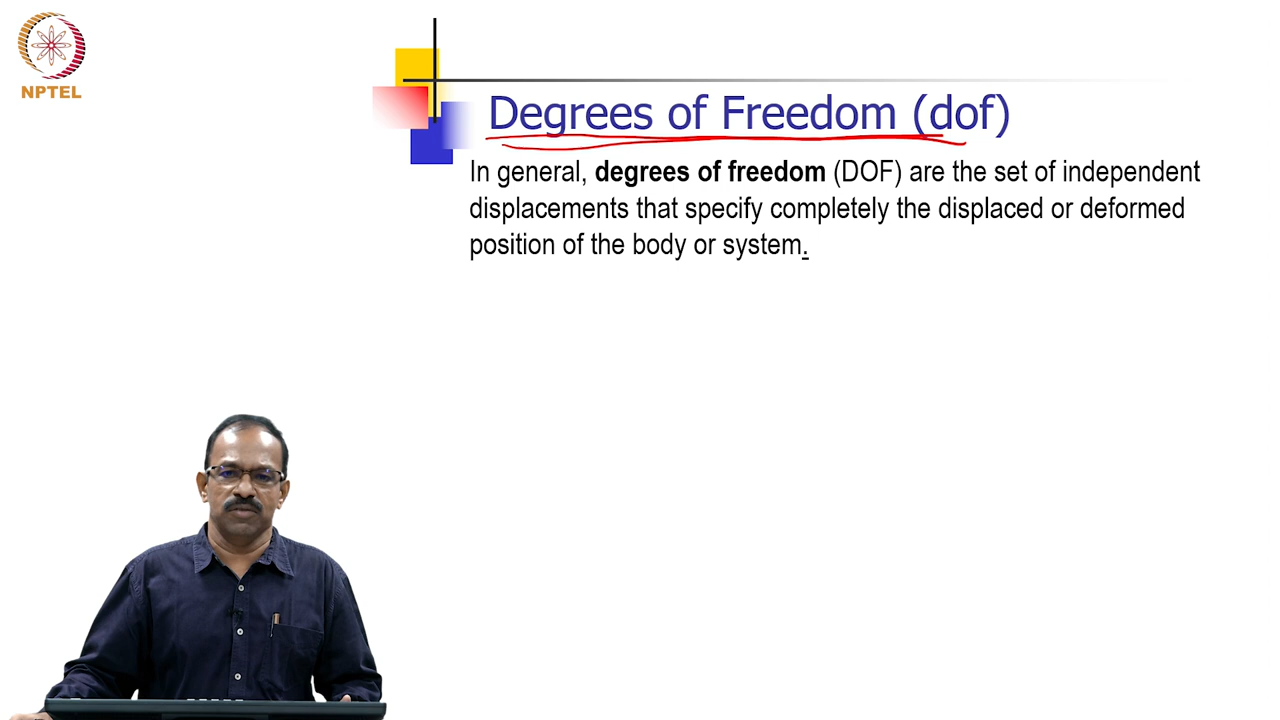 NPTEL
Degrees of Freedom (dof)
In general, degrees of freedom (DOF) are the set of independent
displacements that specify completely the displaced or deformed
position of the body or system.